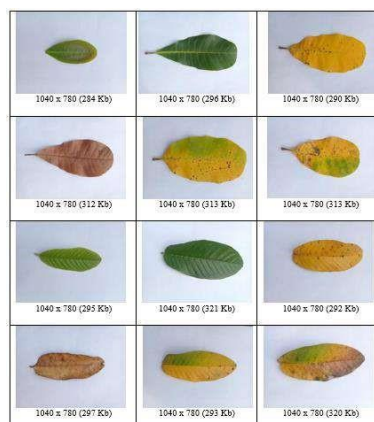 1040 x 780 (284 Kb)
1040 x 780 (296 Kb)
1040 x 780 (290 Kb)
1040 x 780 (312 Kb)
1040 x 780 (313 Kb)
1040 x 780 (313 Kb)
1040 x 780 (295 Kb)
1040 x 780 (321 Kb)
1040 x 780 (292 Kb)
1040 x 780 (297 Kb)
1040 x 780 (293 Kb)
1040 x 780 (320 Kb)